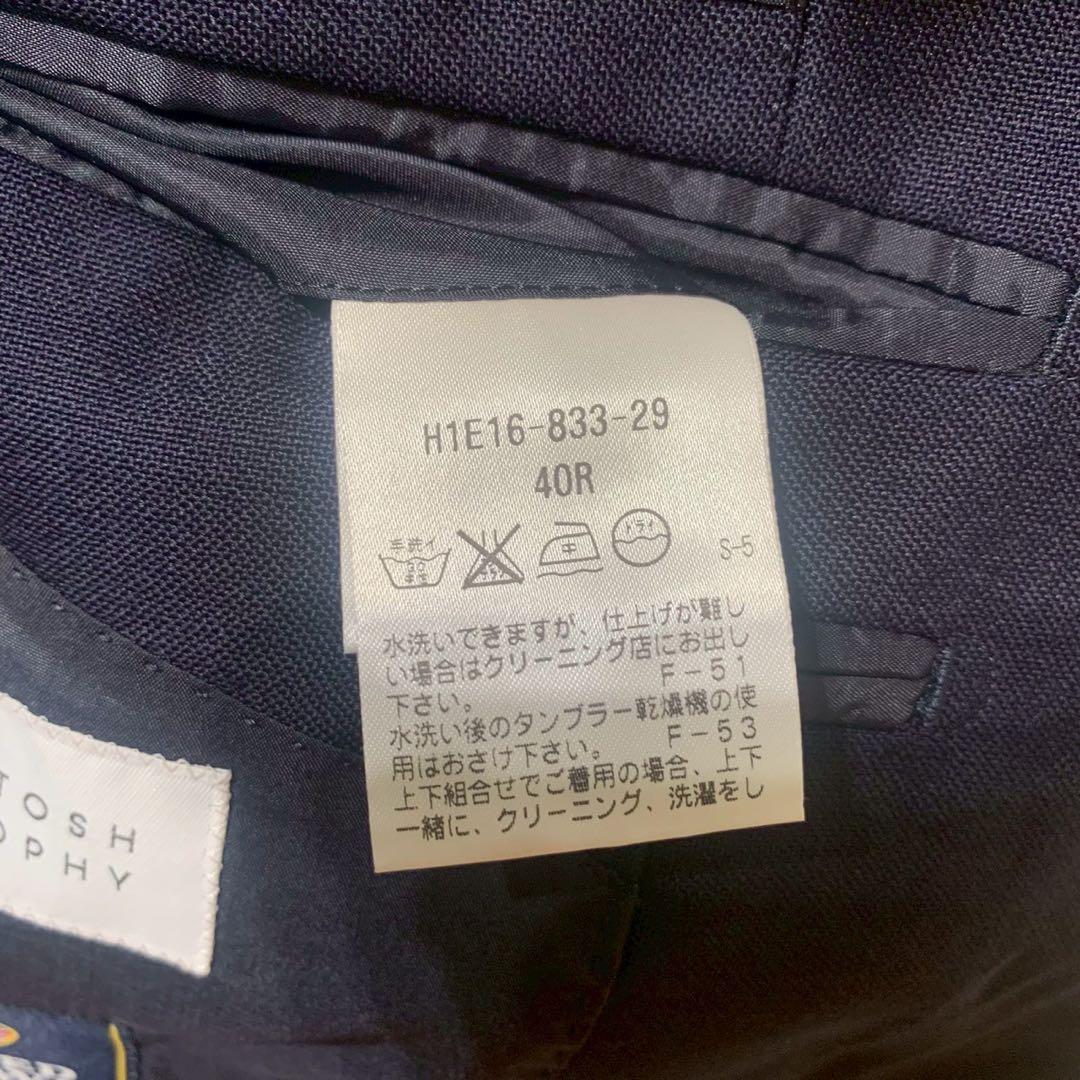 H1E16-833-29
40R
手洗イ
中
ドライ
S-5
水洗いできますが、仕上げが難し
い場合はクリーニング店にお出し
下さい。 F-51
水洗い後のタンブラー乾燥機の使
用はおさけ下さい。 F-53
上下組合せでご着用の場合、上下
一緒に、クリーニング、洗濯をし
TOSH
OPHY